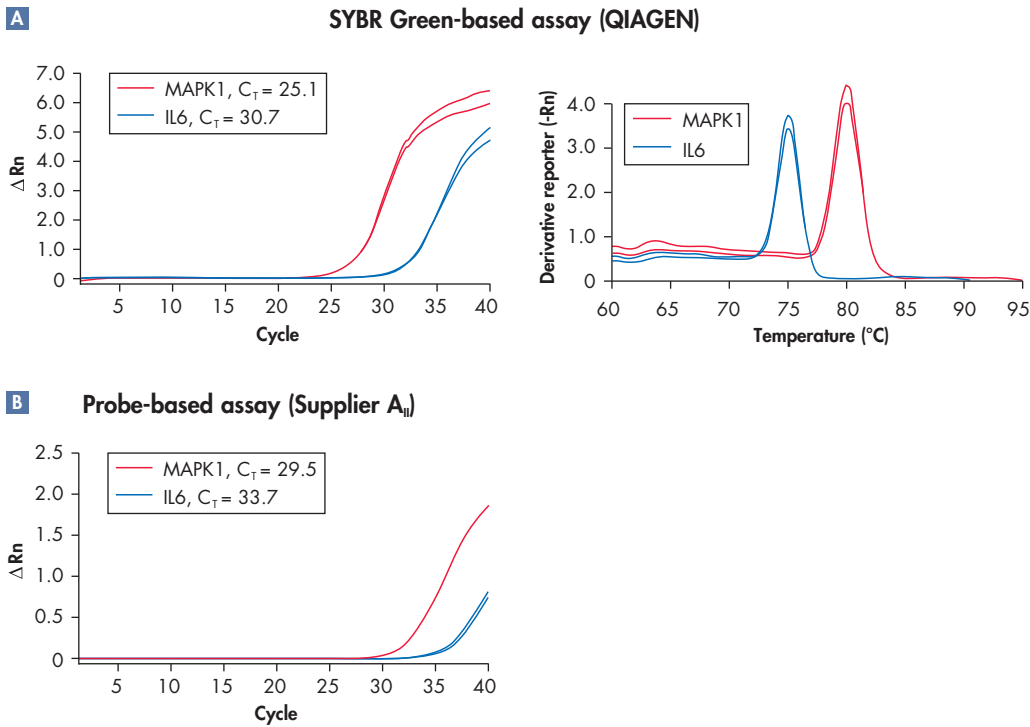 A
SYBR Green-based assay (QIAGEN)
7.0
6.0
5.0
4.0
3.0
2.0
1.0
0
Δ Rn
MAPK1, CT = 25.1
IL6, CT = 30.7
5 10 15 20 25 30 35 40
Cycle
4.0
3.0
2.0
1.0
0
Derivative reporter (-Rn)
MAPK1
IL6
60 65 70 75 80 85 90 95
Temperature (°C)
B
Probe-based assay (Supplier AII)
2.5
2.0
1.5
1.0
0.5
0
Δ Rn
MAPK1, CT = 29.5
IL6, CT = 33.7
5 10 15 20 25 30 35 40
Cycle